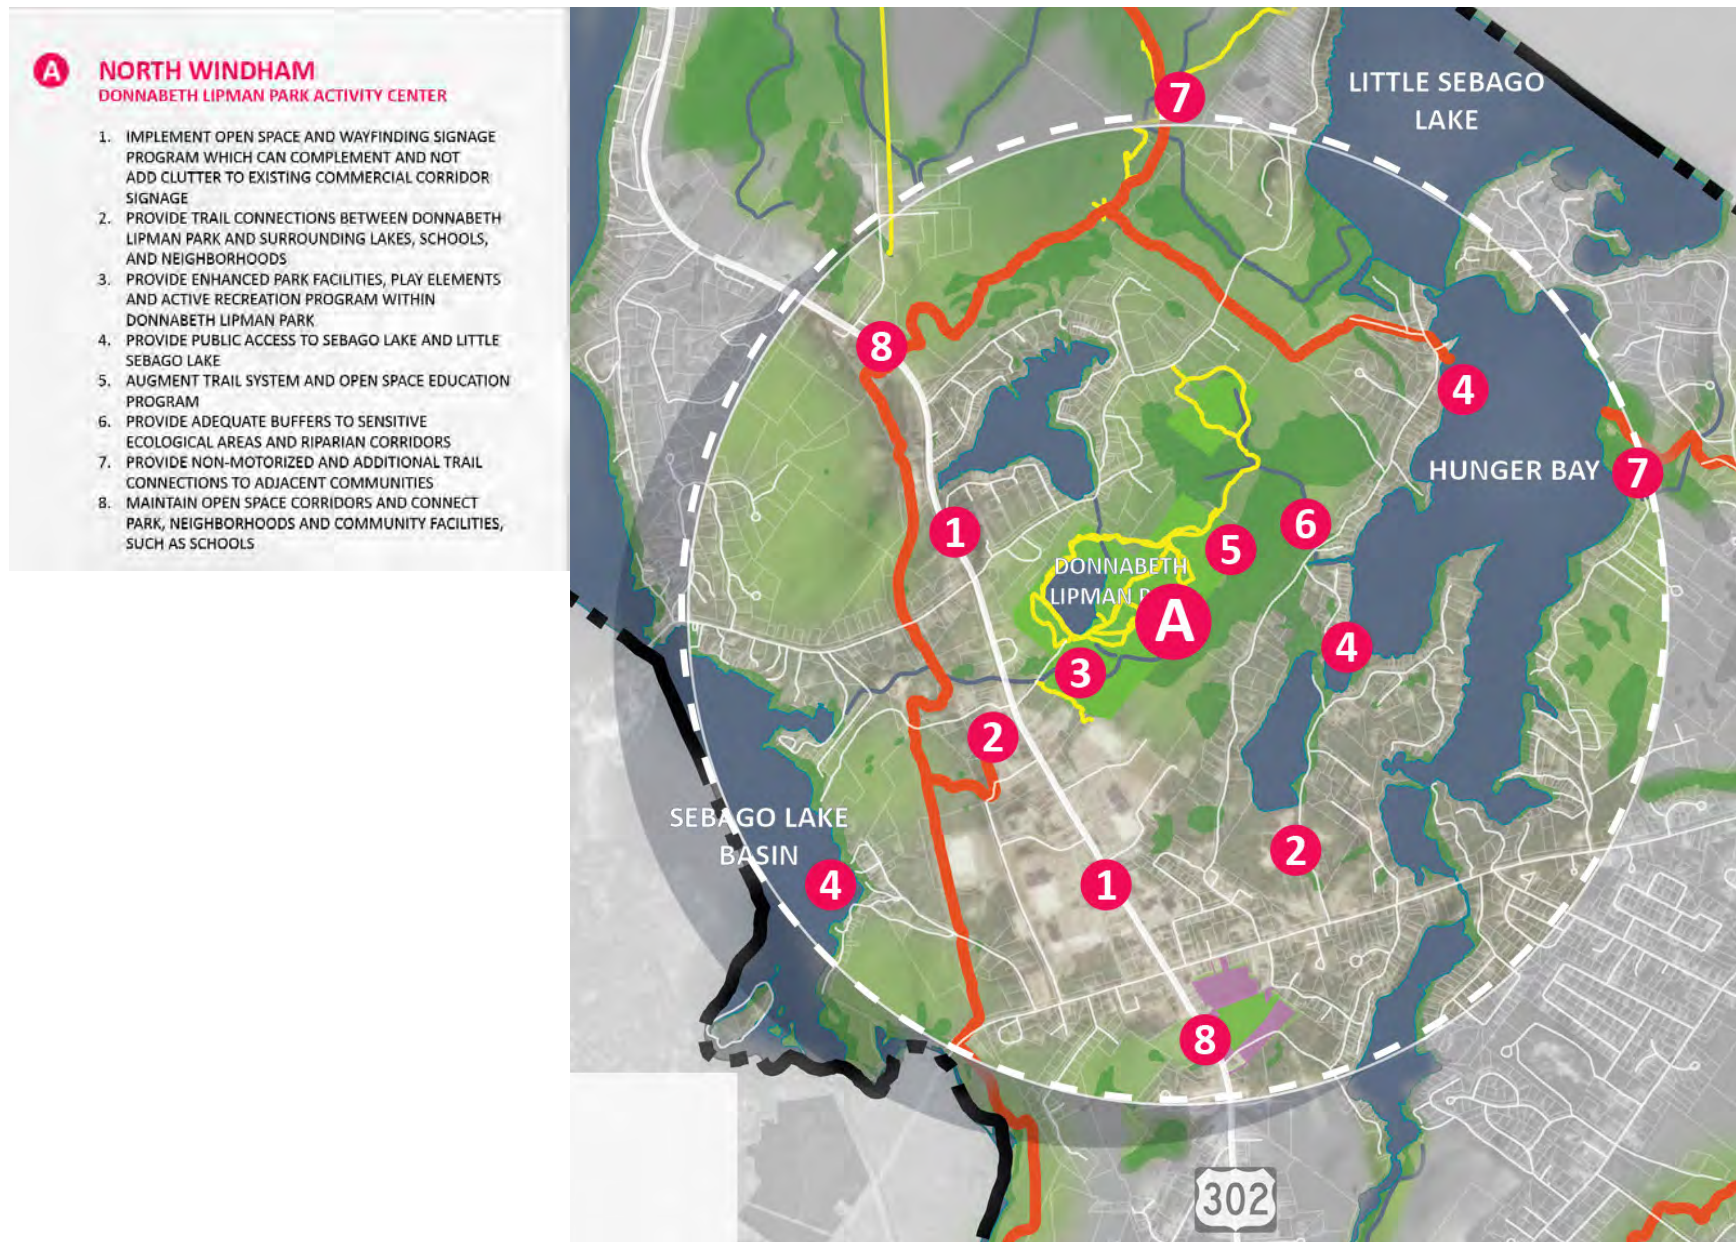 A NORTH WINDHAM
DONNABETH LIPMAN PARK ACTIVITY CENTER
1. IMPLEMENT OPEN SPACE AND WAYFINDING SIGNAGE
PROGRAM WHICH CAN COMPLEMENT AND NOT
ADD CLUTTER TO EXISTING COMMERCIAL CORRIDOR
SIGNAGE
2. PROVIDE TRAIL CONNECTIONS BETWEEN DONNABETH
LIPMAN PARK AND SURROUNDING LAKES, SCHOOLS,
AND NEIGHBORHOODS
3. PROVIDE ENHANCED PARK FACILITIES, PLAY ELEMENTS
AND ACTIVE RECREATION PROGRAM WITHIN
DONNABETH LIPMAN PARK
4. PROVIDE PUBLIC ACCESS TO SEBAGO LAKE AND LITTLE
SEBAGO LAKE
5. AUGMENT TRAIL SYSTEM AND OPEN SPACE EDUCATION
PROGRAM
6. PROVIDE ADEQUATE BUFFERS TO SENSITIVE
ECOLOGICAL AREAS AND RIPARIAN CORRIDORS
7. PROVIDE NON-MOTORIZED AND ADDITIONAL TRAIL
CONNECTIONS TO ADJACENT COMMUNITIES
8. MAINTAIN OPEN SPACE CORRIDORS AND CONNECT
PARK, NEIGHBORHOODS AND COMMUNITY FACILITIES,
SUCH AS SCHOOLS
7
LITTLE SEBAGO
LAKE
8
4
HUNGER BAY
7
1
6
5
DONNABETH
LIPMAN P
A
4
3
2
SEBAGO LAKE
BASIN
2
4
1
8
302